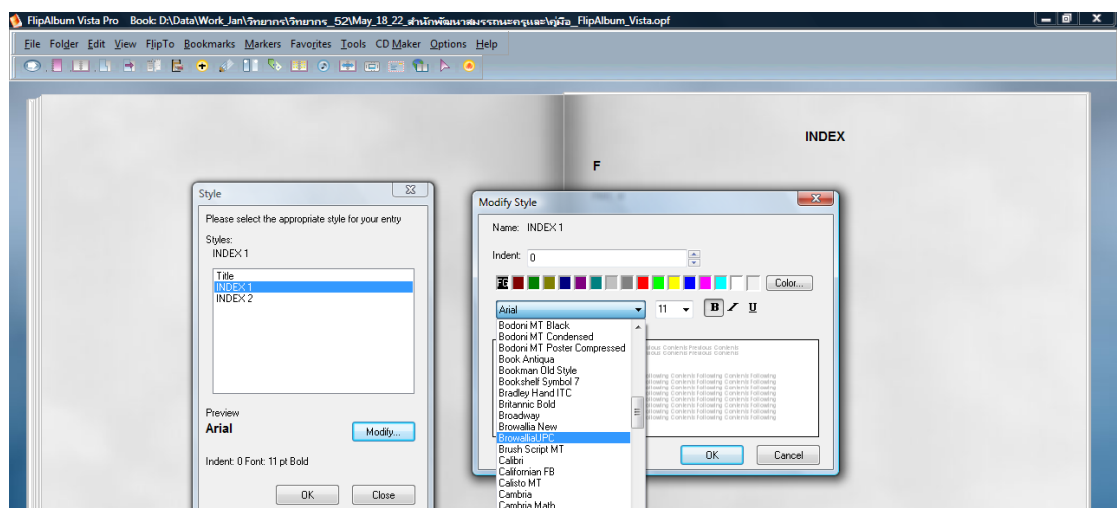 FlipAlbum Vista Pro Book: D:\Data\Work_Jan\วิทยากร\วิทยากร_52\May_18_22_สำนักพัฒนาสมรรถนะครูและ\คู่มือ_FlipAlbum_Vista.opf
File Folder Edit View FlipTo Bookmarks Markers Favorites Tools CD Maker Options Help
INDEX
F
Style
Please select the appropriate style for your entry
Styles:
INDEX 1
Title
INDEX 1
INDEX 2
Preview
Arial
Modify...
Indent: 0 Font: 11 pt Bold
OK Close
Modify Style
Name: INDEX 1
Indent: 0
FG Color...
Arial 11 B I U
Bodoni MT Black
Bodoni MT Condensed
Bodoni MT Poster Compressed
Book Antiqua
Bookman Old Style
Bookshelf Symbol 7
Bradley Hand ITC
Britannic Bold
Broadway
Browallia New
BrowalliaUPC
Brush Script MT
Calibri
Californian FB
Calisto MT
Cambria
Cambria Math
OK Cancel